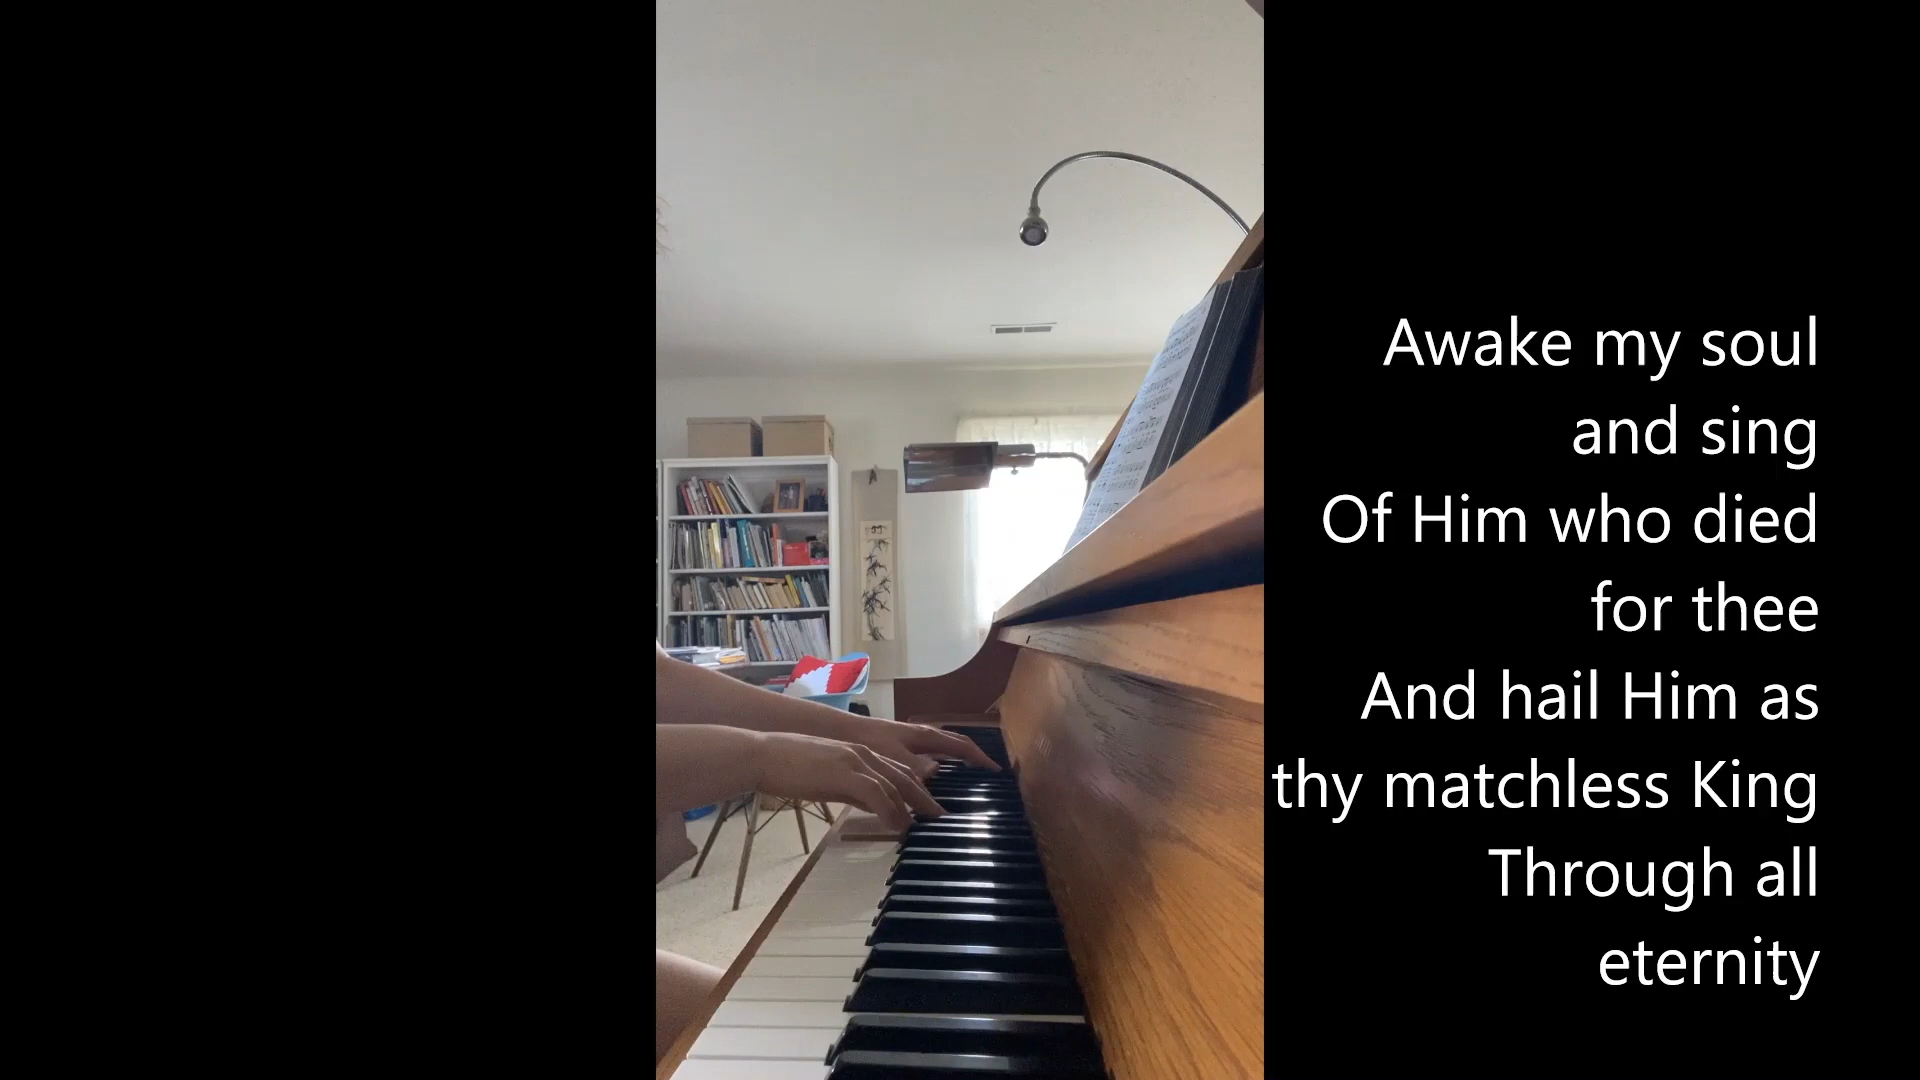 Awake my soul
and sing
Of Him who died
for thee
And hail Him as
thy matchless King
Through all
eternity